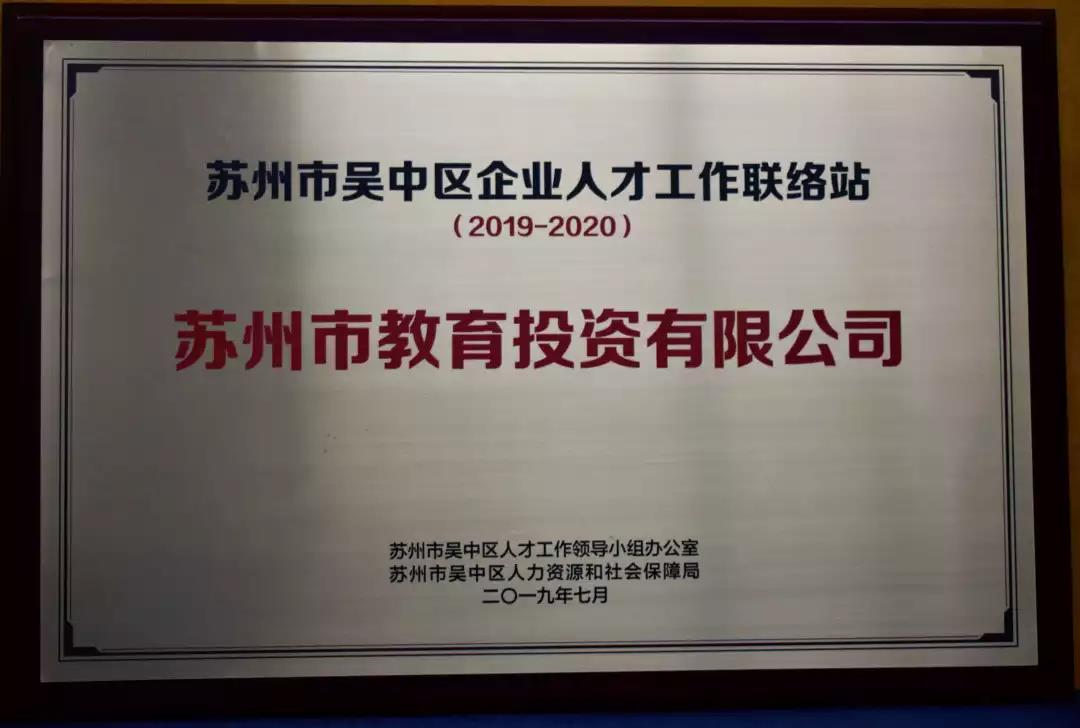 苏州市吴中区企业人才工作联络站
（2019-2020）
苏州市教育投资有限公司
苏州市吴中区人才工作领导小组办公室
苏州市吴中区人力资源和社会保障局
二〇一九年七月